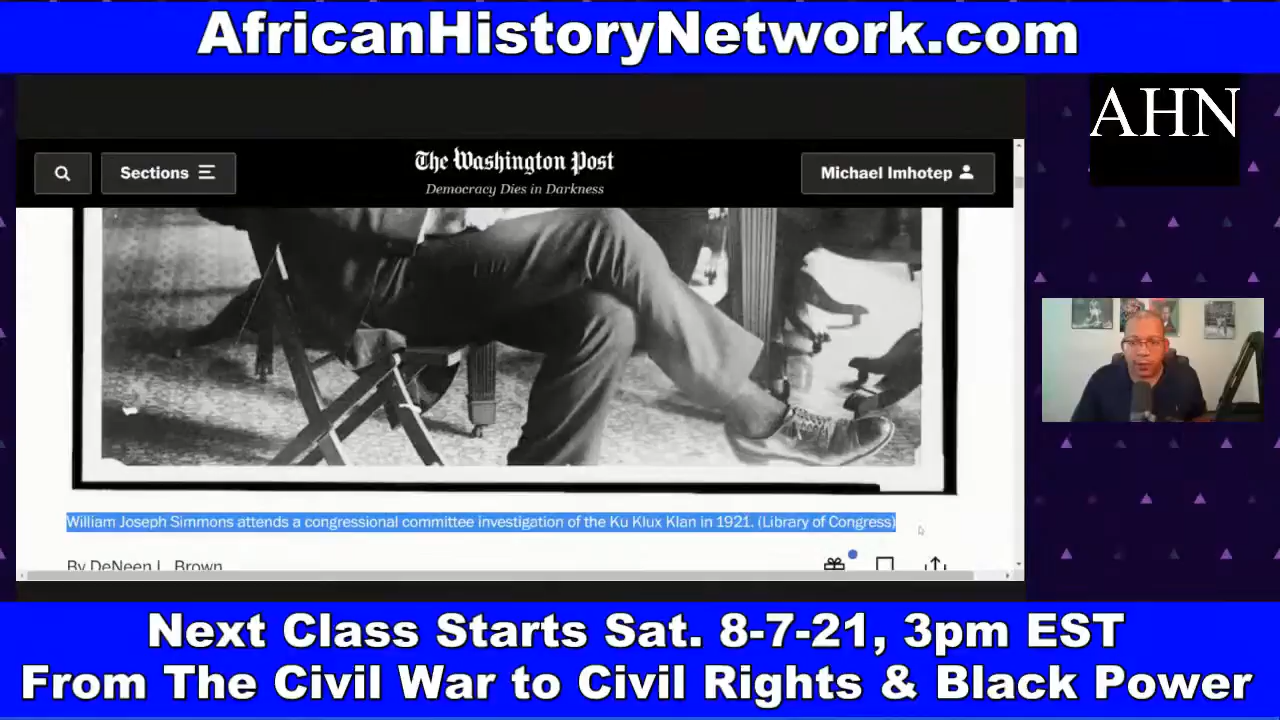 AfricanHistoryNetwork.com
AHN
Sections
The Washington Post
Democracy Dies in Darkness
Michael Imhotep
William Joseph Simmons attends a congressional committee investigation of the Ku Klux Klan in 1921. (Library of Congress)
By DeNeen L. Brown
Next Class Starts Sat. 8-7-21, 3pm EST
From The Civil War to Civil Rights & Black Power